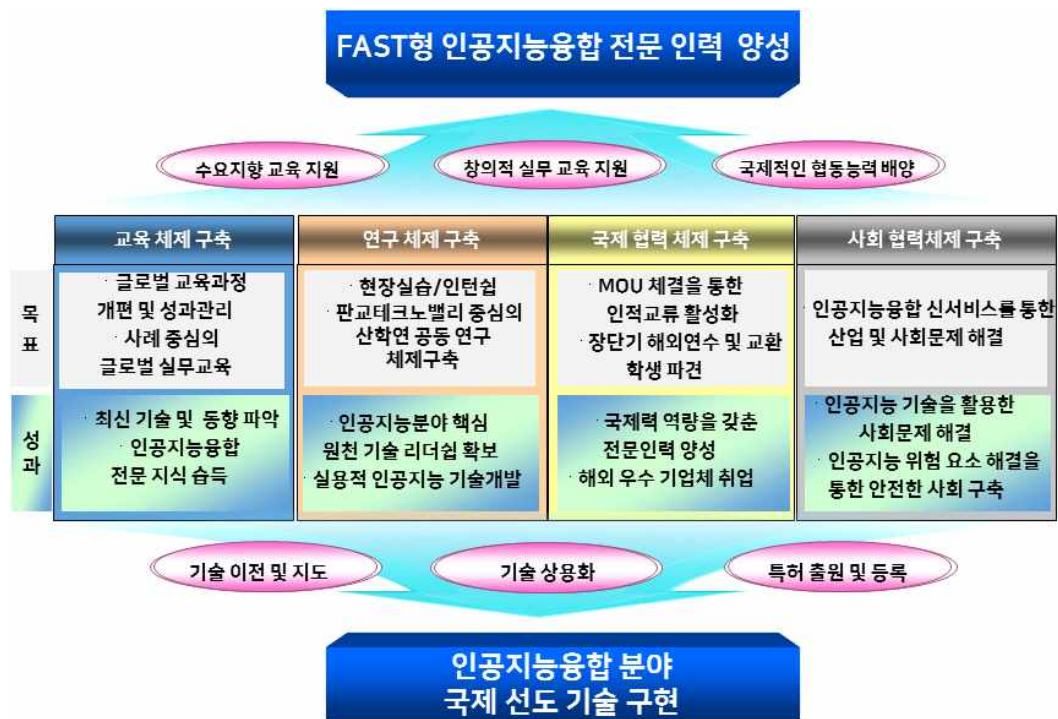 FAST형 인공지능융합 전문 인력 양성
수요지향 교육 지원
창의적 실무 교육 지원
국제적인 협동능력 배양
교육 체제 구축
연구 체제 구축
국제 협력 체제 구축
사회 협력체제 구축
목
표
· 글로벌 교육과정
개편 및 성과관리
· 사례 중심의
글로벌 실무교육
· 현장실습/인턴쉽
· 판교테크노밸리 중심의
산학연 공동 연구
체제구축
· MOU 체결을 통한
인적교류 활성화
· 장단기 해외연수 및 교환
학생 파견
· 인공지능융합 신서비스를 통한
산업 및 사회문제 해결
성
과
· 최신 기술 및 동향 파악
· 인공지능융합
전문 지식 습득
· 인공지능분야 핵심
원천 기술 리더쉽 확보
· 실용적 인공지능 기술개발
· 국제력 역량을 갖춘
전문인력 양성
· 해외 우수 기업체 취업
· 인공지능 기술을 활용한
사회문제 해결
· 인공지능 위험 요소 해결을
통한 안전한 사회 구축
기술 이전 및 지도
기술 상용화
특허 출원 및 등록
인공지능융합 분야
국제 선도 기술 구현